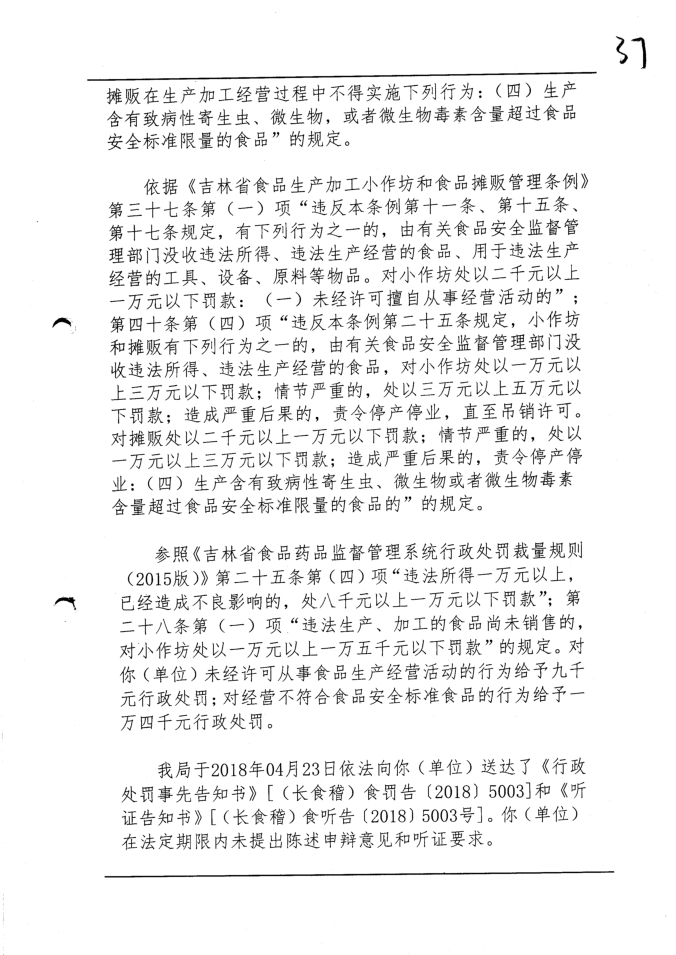 37
摊贩在生产加工经营过程中不得实施下列行为：（四）生产
含有致病性寄生虫、微生物，或者微生物毒素含量超过食品
安全标准限量的食品”的规定。
依据《吉林省食品生产加工小作坊和食品摊贩管理条例》
第三十七条第（一）项“违反本条例第十一条、第十五条、
第十七条规定，有下列行为之一的，由有关食品安全监督管
理部门没收违法所得、违法生产经营的食品、用于违法生产
经营的工具、设备、原料等物品。对小作坊处以二千元以上
一万元以下罚款：（一）未经许可擅自从事经营活动的”；
第四十条第（四）项“违反本条例第二十五条规定，小作坊
和摊贩有下列行为之一的，由有关食品安全监督管理部门没
收违法所得、违法生产经营的食品，对小作坊处以一万元以
上三万元以下罚款；情节严重的，处以三万元以上五万元以
下罚款；造成严重后果的，责令停产停业，直至吊销许可。
对摊贩处以二千元以上一万元以下罚款；情节严重的，处以
一万元以上三万元以下罚款；造成严重后果的，责令停产停
业：（四）生产含有致病性寄生虫、微生物或者微生物毒素
含量超过食品安全标准限量的食品的”的规定。
参照《吉林省食品药品监督管理系统行政处罚裁量规则
（2015版）》第二十五条第（四）项“违法所得一万元以上，
已经造成不良影响的，处八千元以上一万元以下罚款”；第
二十八条第（一）项“违法生产、加工的食品尚未销售的，
对小作坊处以一万元以上一万五千元以下罚款”的规定。对
你（单位）未经许可从事食品生产经营活动的行为给予九千
元行政处罚；对经营不符合食品安全标准食品的行为给予一
万四千元行政处罚。
我局于2018年04月23日依法向你（单位）送达了《行政
处罚事先告知书》[（长食稽）食罚告〔2018〕5003]和《听
证告知书》[（长食稽）食听告〔2018〕5003号]。你（单位）
在法定期限内未提出陈述申辩意见和听证要求。